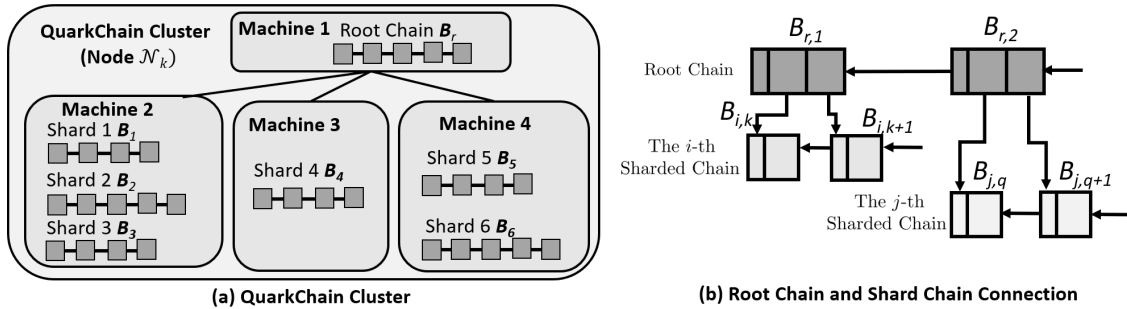 QuarkChain Cluster
(Node 𝒩k)
Machine 1
Root Chain Br
Machine 2
Shard 1 B1
Shard 2 B2
Shard 3 B3
Machine 3
Shard 4 B4
Machine 4
Shard 5 B5
Shard 6 B6
(a) QuarkChain Cluster
Br,1
Br,2
Root Chain
Bi,k
Bi,k+1
The i-th
Sharded Chain
Bj,q
Bj,q+1
The j-th
Sharded Chain
(b) Root Chain and Shard Chain Connection